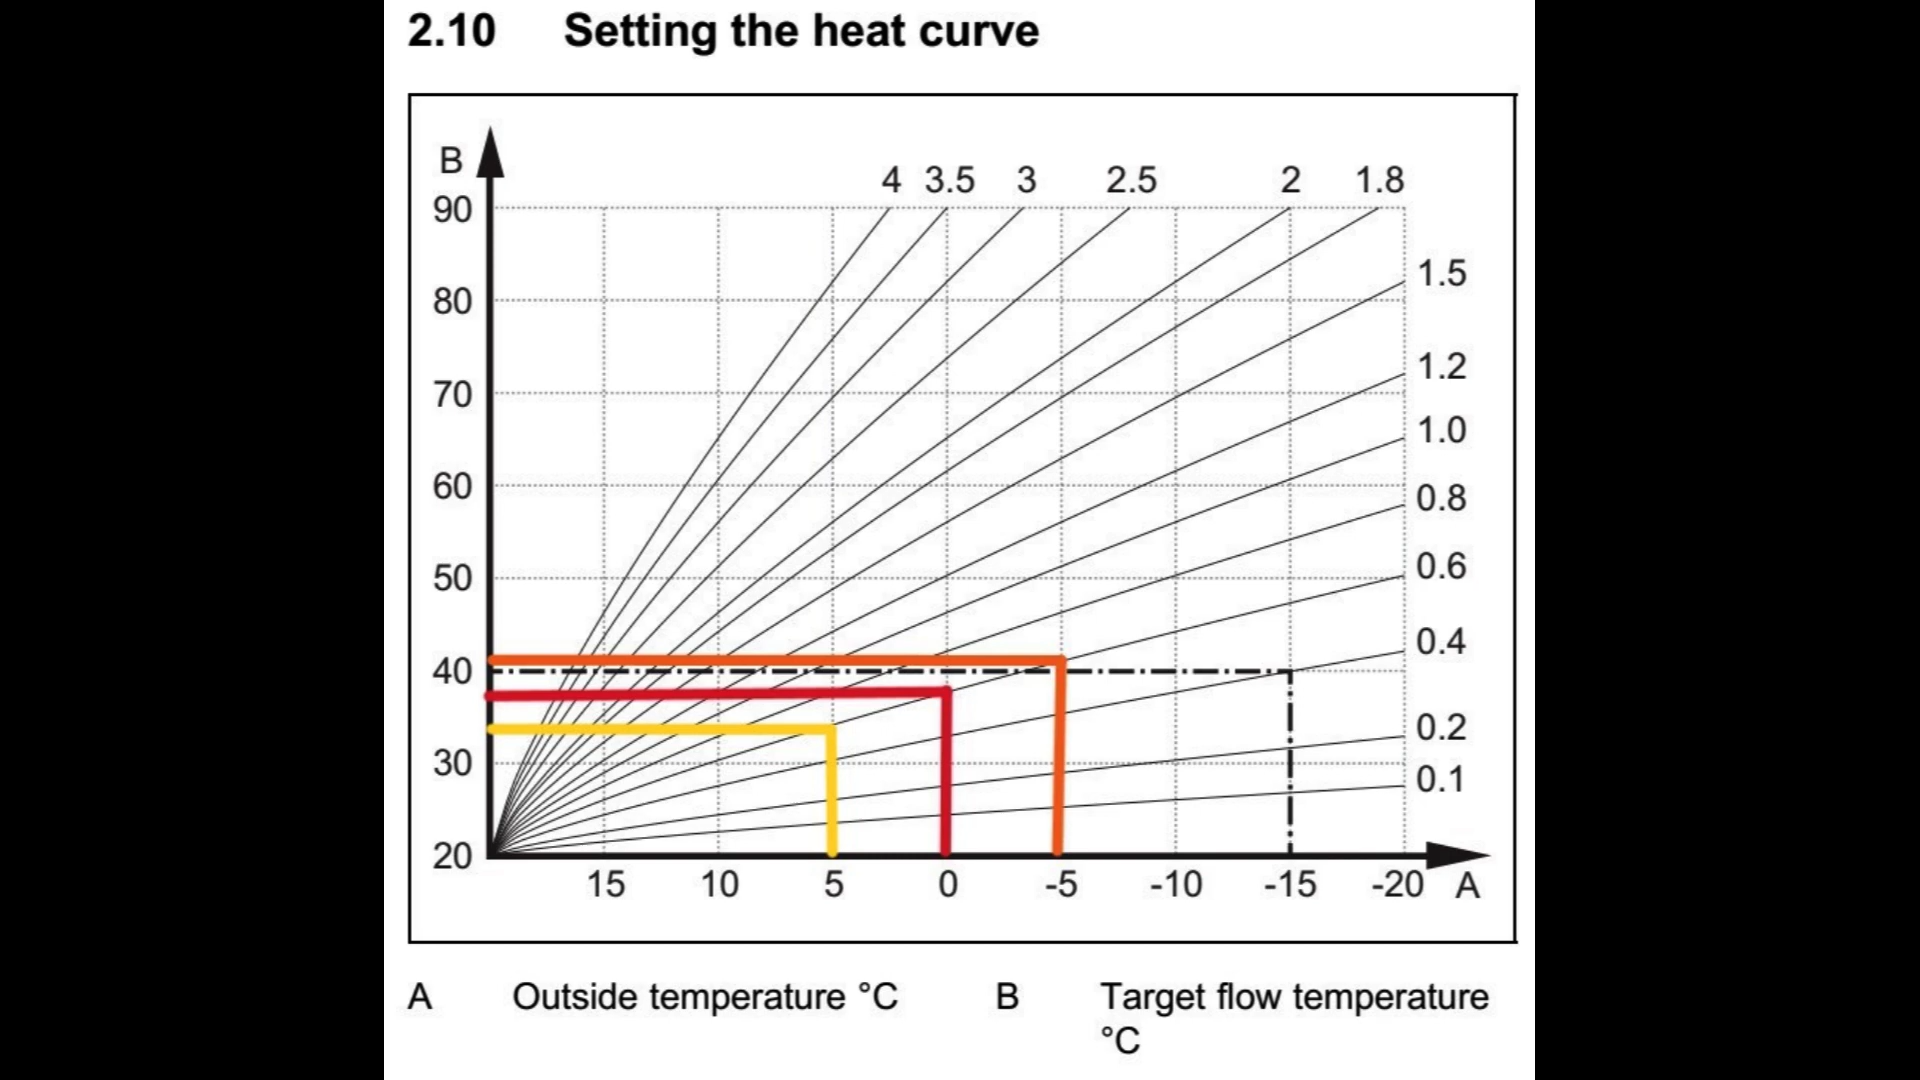 2.10 Setting the heat curve
B
4 3.5 3 2.5 2 1.8
90
1.5
80
1.2
70
1.0
60
0.8
50
0.6
40
0.4
0.2
30
0.1
20
15 10 5 0 -5 -10 -15 -20 A
A Outside temperature °C B Target flow temperature
°C